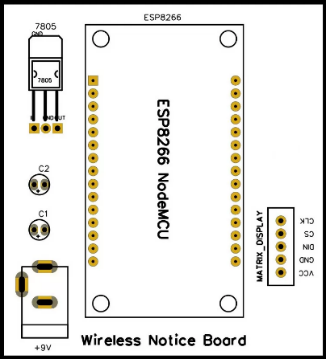 7805
ESP8266
GND
7805
I GND OUT
ESP8266 NodeMCU
C2
C1
MATRIX_DISPLAY
CLK
CS
DIN
GND
VCC
+9V
Wireless Notice Board